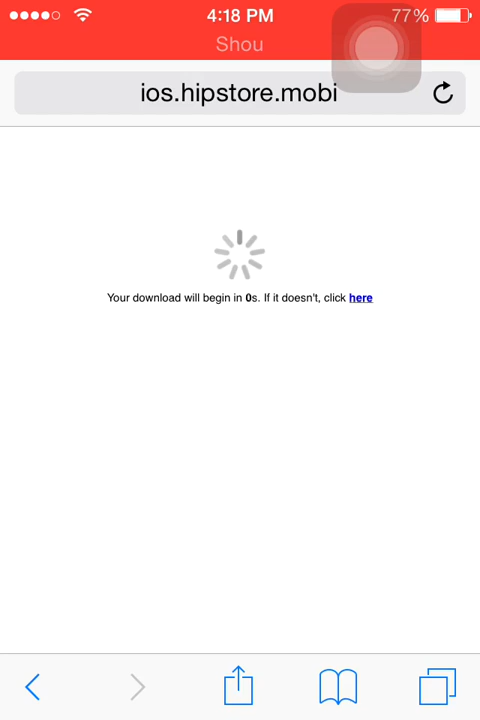 4:18 PM
77%
Shou
ios.hipstore.mobi
Your download will begin in 0s. If it doesn't, click here